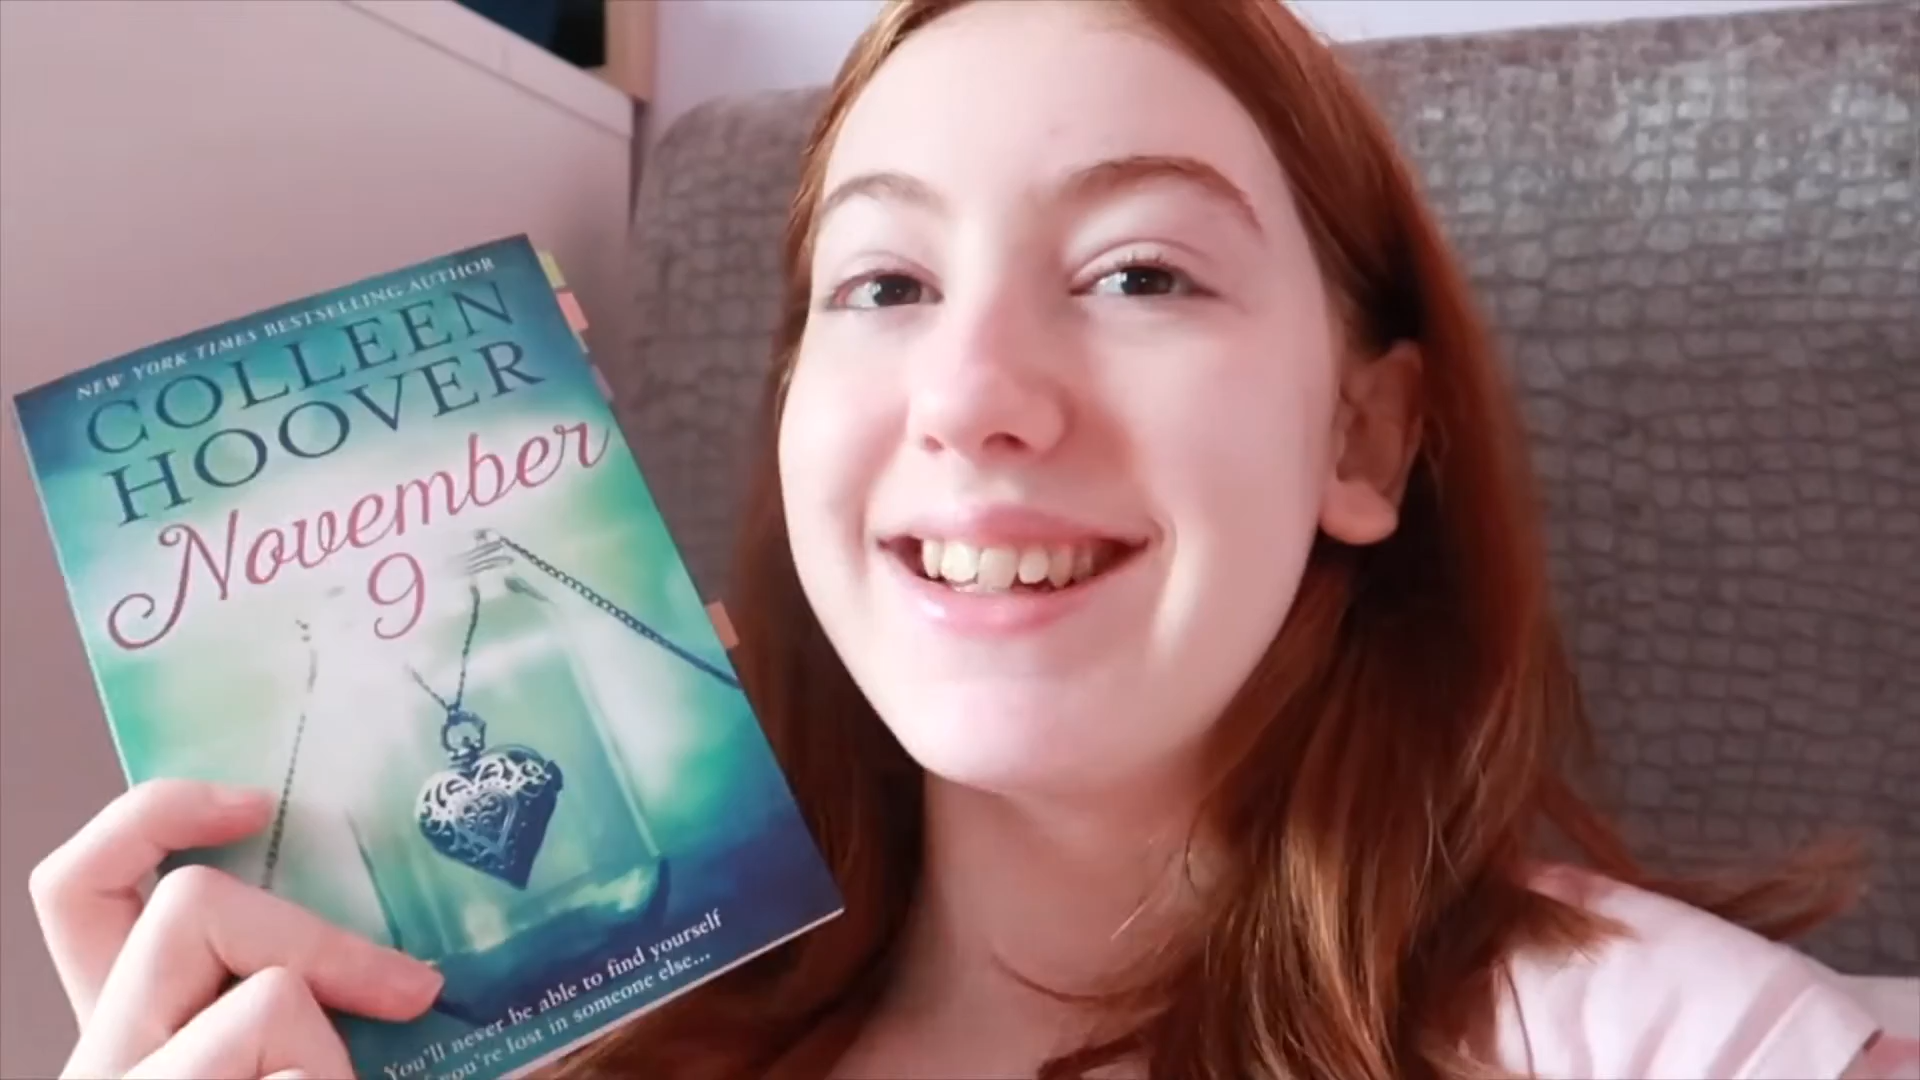 NEW YORK TIMES BESTSELLING AUTHOR
COLLEEN
HOOVER
November
9
You'll never be able to find yourself
you're lost in someone else...